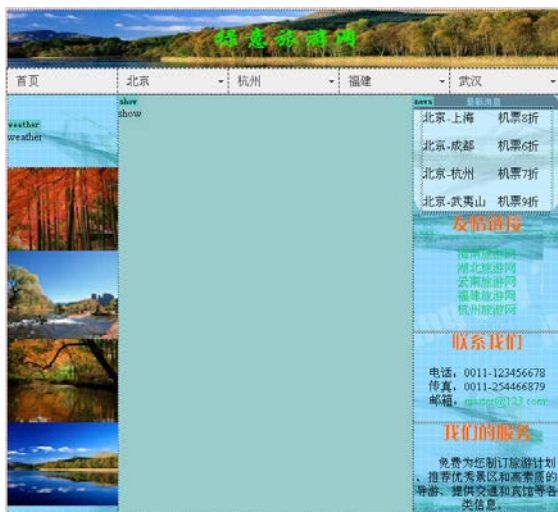 绿意旅游网
首页 北京 杭州 福建 武汉
weather
weather
show
show
news 最新消息
北京-上海 机票8折
北京-成都 机票6折
北京-杭州 机票7折
北京-武夷山 机票9折
友情链接
海南旅游网
湖北旅游网
云南旅游网
福建旅游网
杭州旅游网
联系我们
电话：0011-123456678
传真：0011-254466879
邮箱：master@123.com
我们的服务
免费为您制订旅游计划
、推荐优秀景区和高素质的
导游、提供交通和宾馆等各
类信息。